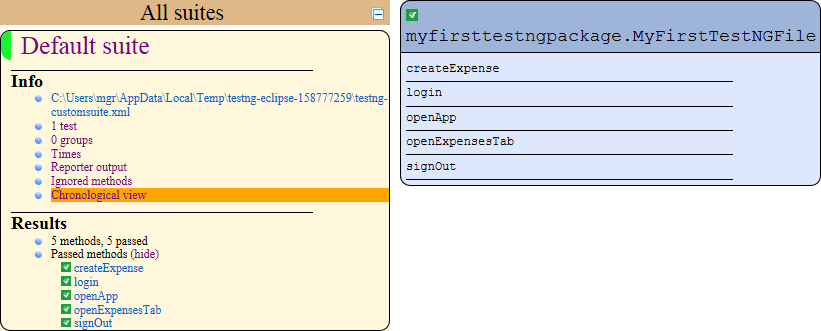 All suites
Default suite
Info
C:\Users\mgr\AppData\Local\Temp\testng-eclipse-158777259\testng-
customsuite.xml
1 test
0 groups
Times
Reporter output
Ignored methods
Chronological view
Results
5 methods, 5 passed
Passed methods (hide)
createExpense
login
openApp
openExpensesTab
signOut
myfirsttestngpackage.MyFirstTestNGFile
createExpense
login
openApp
openExpensesTab
signOut